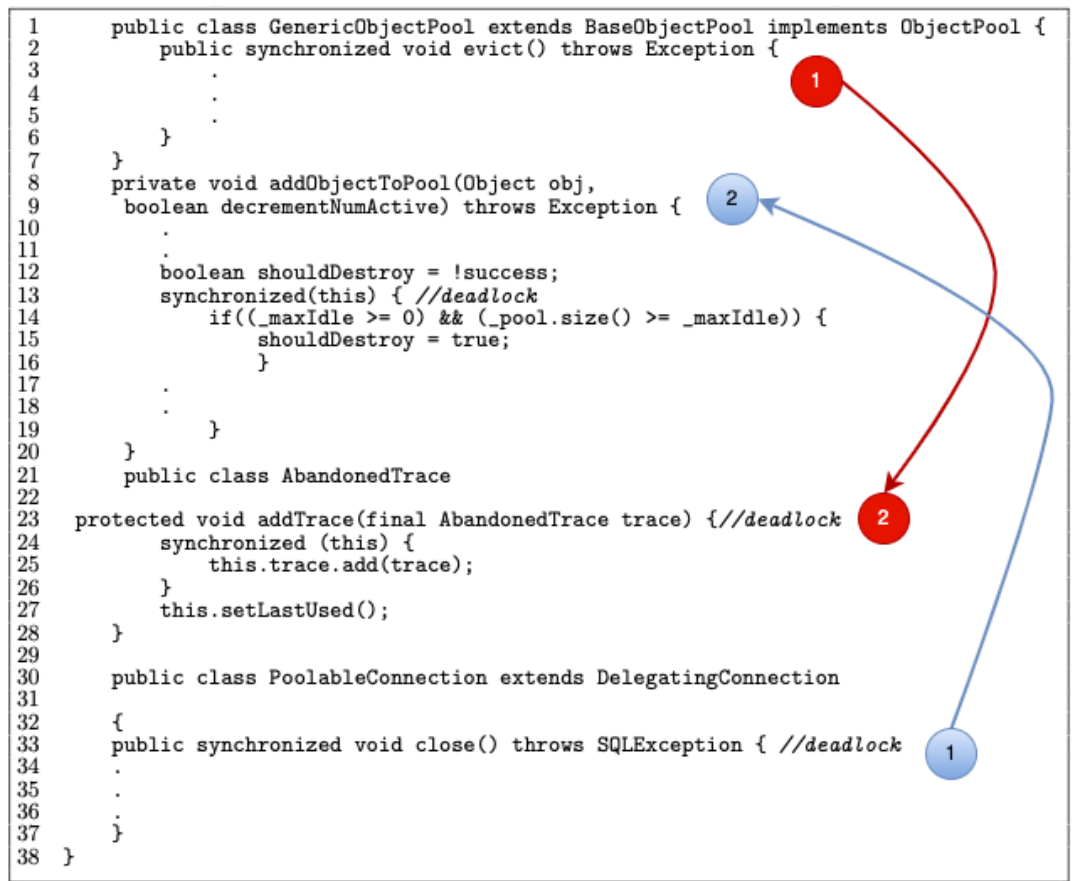 1 public class GenericObjectPool extends BaseObjectPool implements ObjectPool {
2 public synchronized void evict() throws Exception {
3 .
1
4 .
5 .
6 }
7 }
8 private void addObjectToPool(Object obj,
2
9 boolean decrementNumActive) throws Exception {
10 .
11 .
12 boolean shouldDestroy = !success;
13 synchronized(this) { //deadlock
14 if((_maxIdle >= 0) && (_pool.size() >= _maxIdle)) {
15 shouldDestroy = true;
16 }
17 .
18 .
19 }
20 }
21 public class AbandonedTrace
22
23 protected void addTrace(final AbandonedTrace trace) {//deadlock
2
24 synchronized (this) {
25 this.trace.add(trace);
26 }
27 this.setLastUsed();
28 }
29
30 public class PoolableConnection extends DelegatingConnection
31
32 {
33 public synchronized void close() throws SQLException { //deadlock
1
34 .
35 .
36 .
37 }
38 }